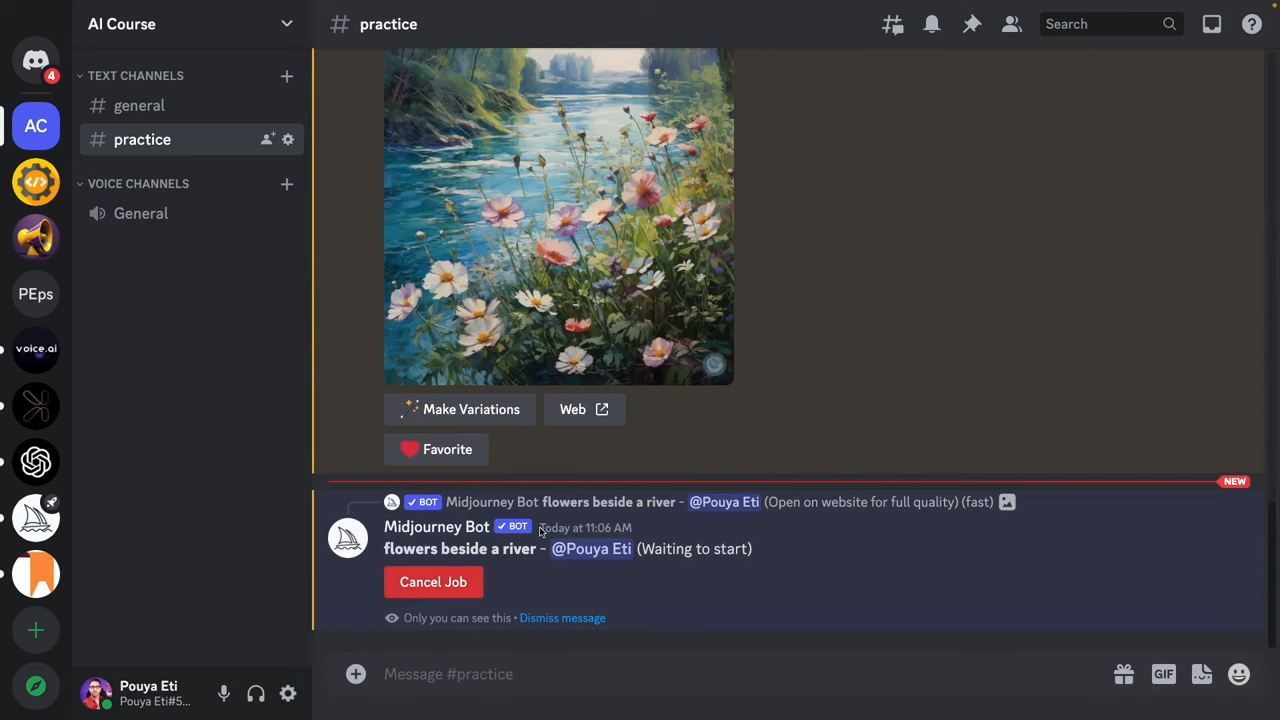 AI Course
practice
Search
4
TEXT CHANNELS
general
practice
VOICE CHANNELS
General
AC
PEps
voice.ai
Make Variations
Web
Favorite
NEW
BOT Midjourney Bot flowers beside a river - @Pouya Eti (Open on website for full quality) (fast)
Midjourney Bot BOT Today at 11:06 AM
flowers beside a river - @Pouya Eti (Waiting to start)
Cancel Job
Only you can see this • Dismiss message
Message #practice
GIF
Pouya Eti
Pouya Eti#5...